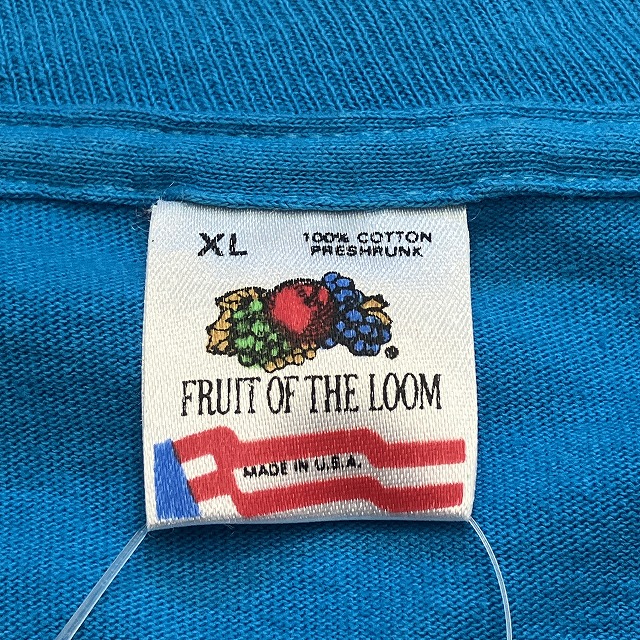 XL
100% COTTON
PRESHRUNK
®
FRUIT OF THE LOOM
MADE IN U.S.A.